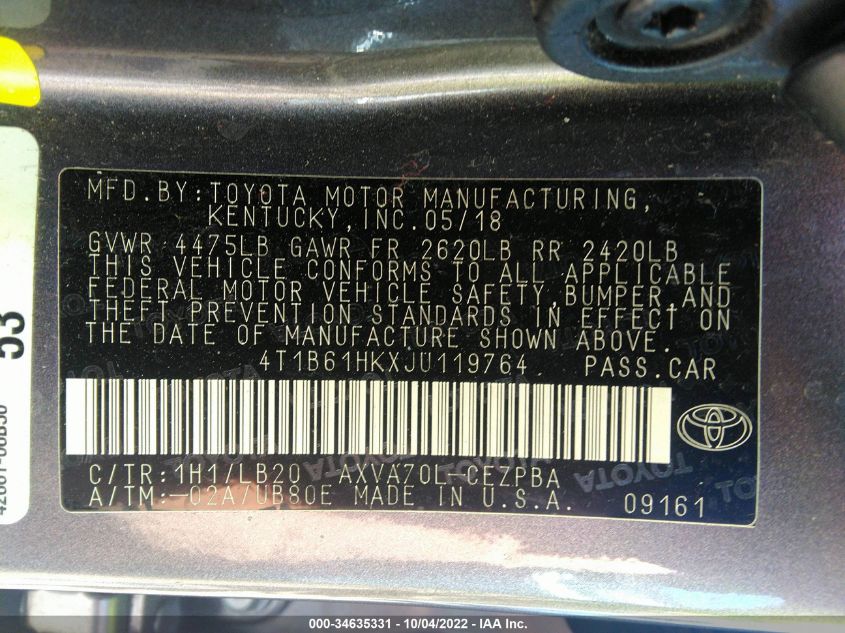 MFD.BY:TOYOTA MOTOR MANUFACTURING,
KENTUCKY,INC.05/18
GVWR 4475LB GAWR FR 2620LB RR 2420LB
THIS VEHICLE CONFORMS TO ALL APPLICABLE
FEDERAL MOTOR VEHICLE SAFETY,BUMPER,AND
THEFT PREVENTION STANDARDS IN EFFECT ON
THE DATE OF MANUFACTURE SHOWN ABOVE.
4T1B61HKXJU119764 PASS.CAR
C/TR:1H1/LB20 AXVA70L-CEZPBA
A/TM:-02A/UB80E MADE IN U.S.A. 09161
53
000-34635331 - 10/04/2022 - IAA Inc.